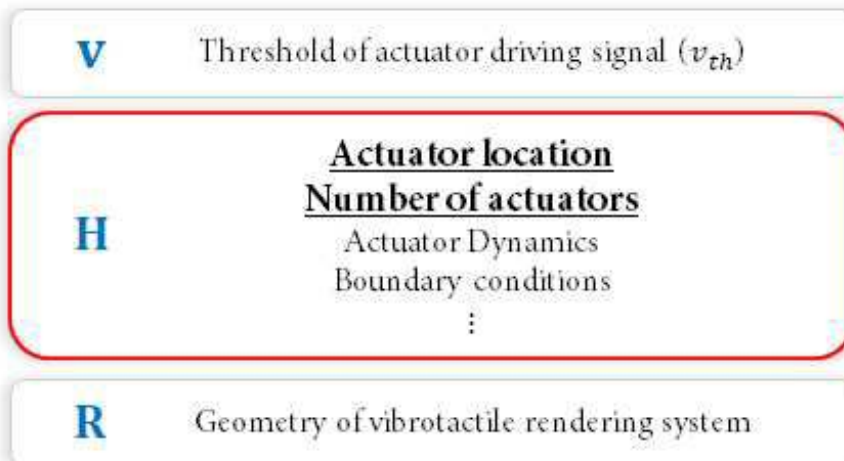 v Threshold of actuator driving signal (v_th)
Actuator location
Number of actuators
H
Actuator Dynamics
Boundary conditions
⋮
R Geometry of vibrotactile rendering system